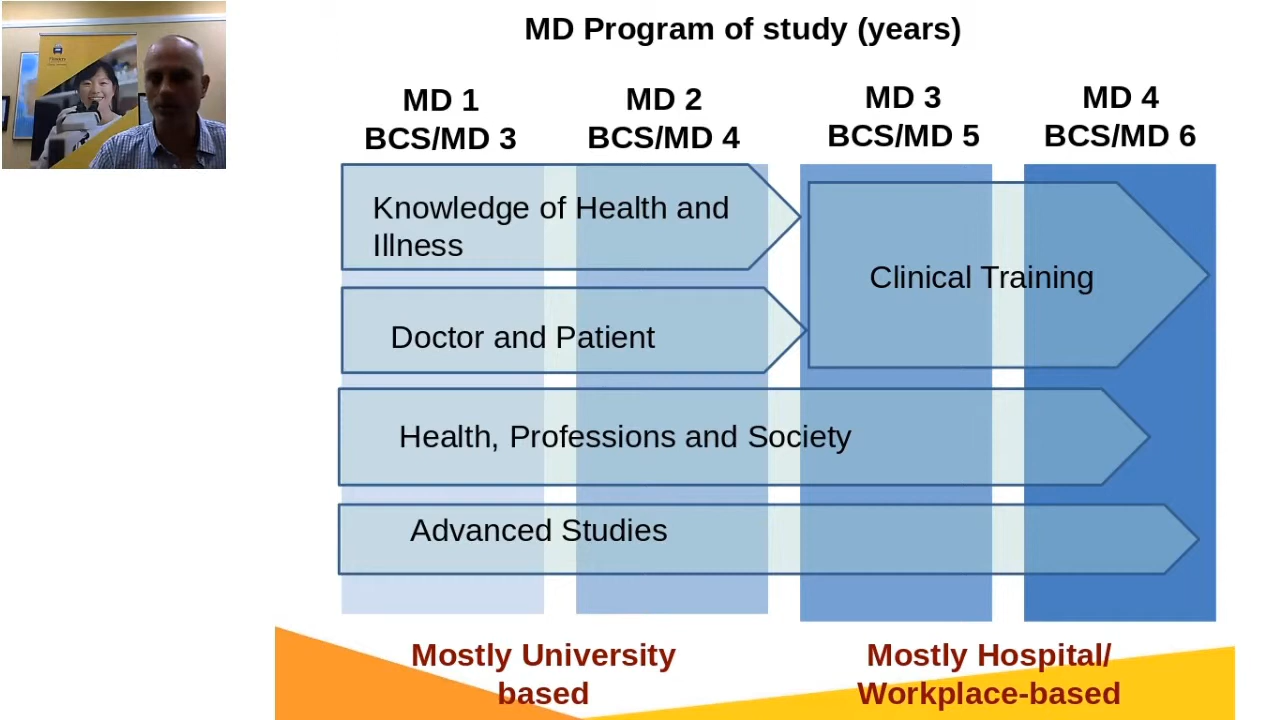 MD Program of study (years)
MD 1
BCS/MD 3
MD 2
BCS/MD 4
MD 3
BCS/MD 5
MD 4
BCS/MD 6
Knowledge of Health and
Illness
Doctor and Patient
Clinical Training
Health, Professions and Society
Advanced Studies
Mostly University
based
Mostly Hospital/
Workplace-based